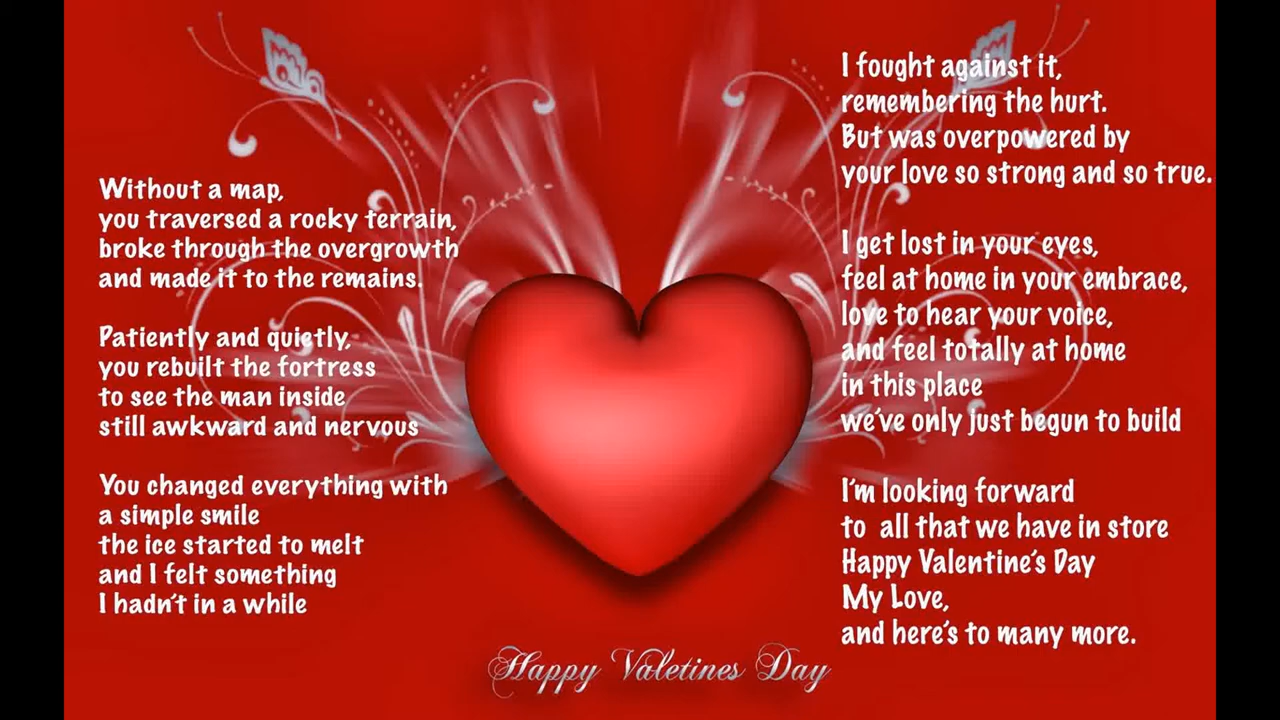 Without a map,
you traversed a rocky terrain,
broke through the overgrowth
and made it to the remains.
Patiently and quietly,
you rebuilt the fortress
to see the man inside
still awkward and nervous
You changed everything with
a simple smile
the ice started to melt
and I felt something
I hadn't in a while
I fought against it,
remembering the hurt.
But was overpowered by
your love so strong and so true.
I get lost in your eyes,
feel at home in your embrace,
love to hear your voice,
and feel totally at home
in this place
we've only just begun to build
I'm looking forward
to all that we have in store
Happy Valentine's Day
My Love,
and here's to many more.
Happy Valetines Day